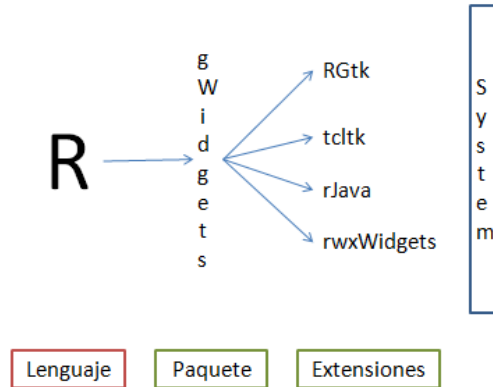 R
gWidgets
RGtk
tcltk
rJava
rwxWidgets
System
Lenguaje
Paquete
Extensiones